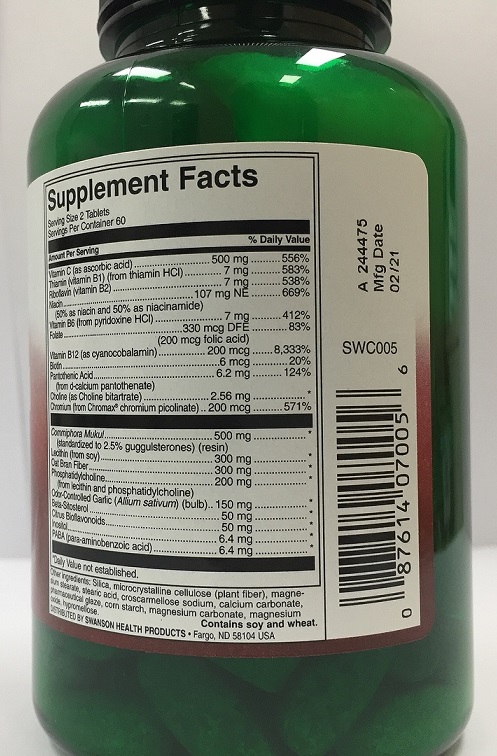 Supplement Facts
Serving Size 2 Tablets
Servings Per Container 60
Amount Per Serving % Daily Value
Vitamin C (as ascorbic acid) 500 mg 556%
Thiamin (vitamin B1) (from thiamin HCl) 7 mg 583%
Riboflavin (vitamin B2) 7 mg 538%
Niacin 107 mg NE 669%
(50% as niacin and 50% as niacinamide)
Vitamin B6 (from pyridoxine HCl) 7 mg 412%
Folate 330 mcg DFE 83%
(200 mcg folic acid)
Vitamin B12 (as cyanocobalamin) 200 mcg 8,333%
Biotin 6 mcg 20%
Pantothenic Acid 6.2 mg 124%
(from d-calcium pantothenate)
Choline (as Choline bitartrate) 2.56 mg *
Chromium (from Chromax® chromium picolinate) 200 mcg 571%
Commiphora Mukul 500 mg *
(standardized to 2.5% guggulsterones) (resin)
Lecithin (from soy) 300 mg *
Oat Bran Fiber 300 mg *
Phosphatidylcholine 200 mg *
(from lecithin and phosphatidylcholine)
Odor-Controlled Garlic (Allium sativum) (bulb) 150 mg *
Beta-Sitosterol 50 mg *
Citrus Bioflavonoids 50 mg *
Inositol 6.4 mg *
PABA (para-aminobenzoic acid) 6.4 mg *
*Daily Value not established.
Other ingredients: Silica, microcrystalline cellulose (plant fiber), magne-
sium stearate, stearic acid, croscarmellose sodium, calcium carbonate,
pharmaceutical glaze, corn starch, magnesium carbonate, magnesium
oxide, hypromellose. Contains soy and wheat.
DISTRIBUTED BY SWANSON HEALTH PRODUCTS • Fargo, ND 58104 USA
A 244475
Mfg Date
02/21
SWC005
0 87614 07005 6